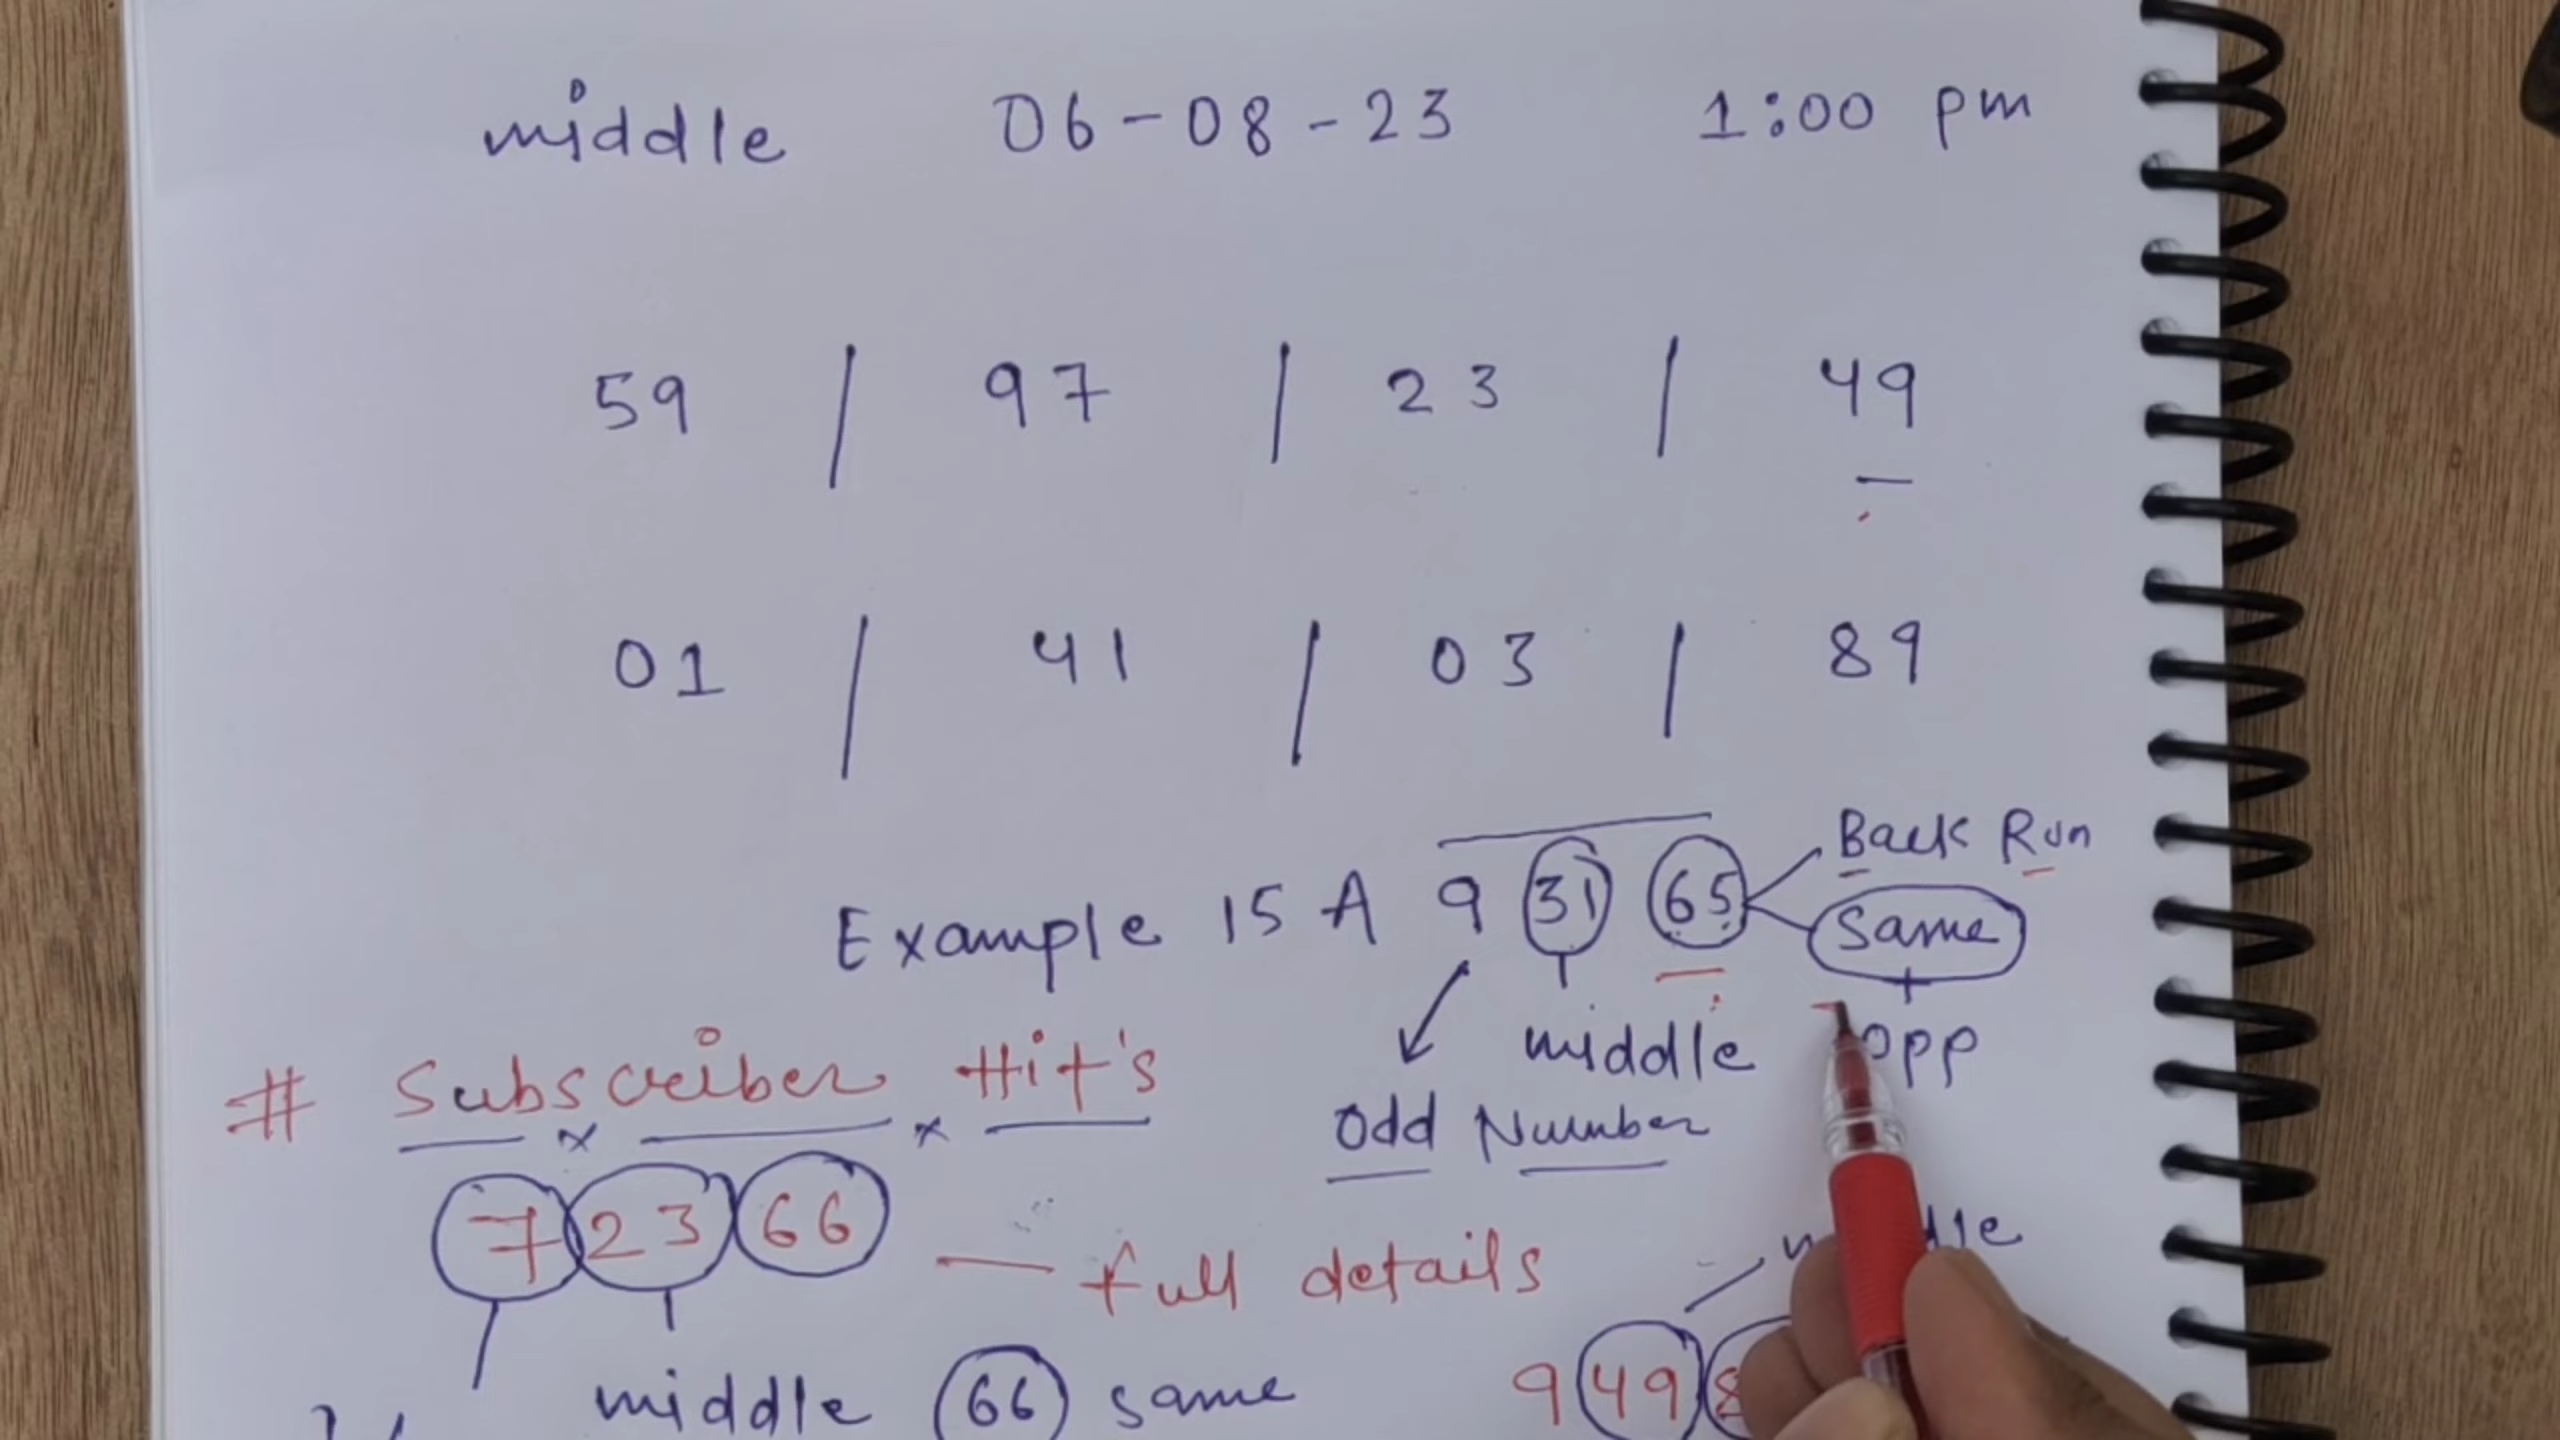 middle 06-08-23 1:00 pm
59 / 97 / 23 / 49
01 / 41 / 03 / 89
Back Run
Example 15 A 9 31 65 Same
# Subscriber Hit's middle opp
odd Number
7 23 66 — full details
middle 66 same 9 49